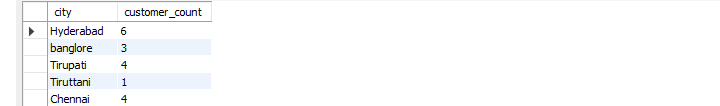 city customer_count
Hyderabad 6
banglore 3
Tirupati 4
Tiruttani 1
Chennai 4